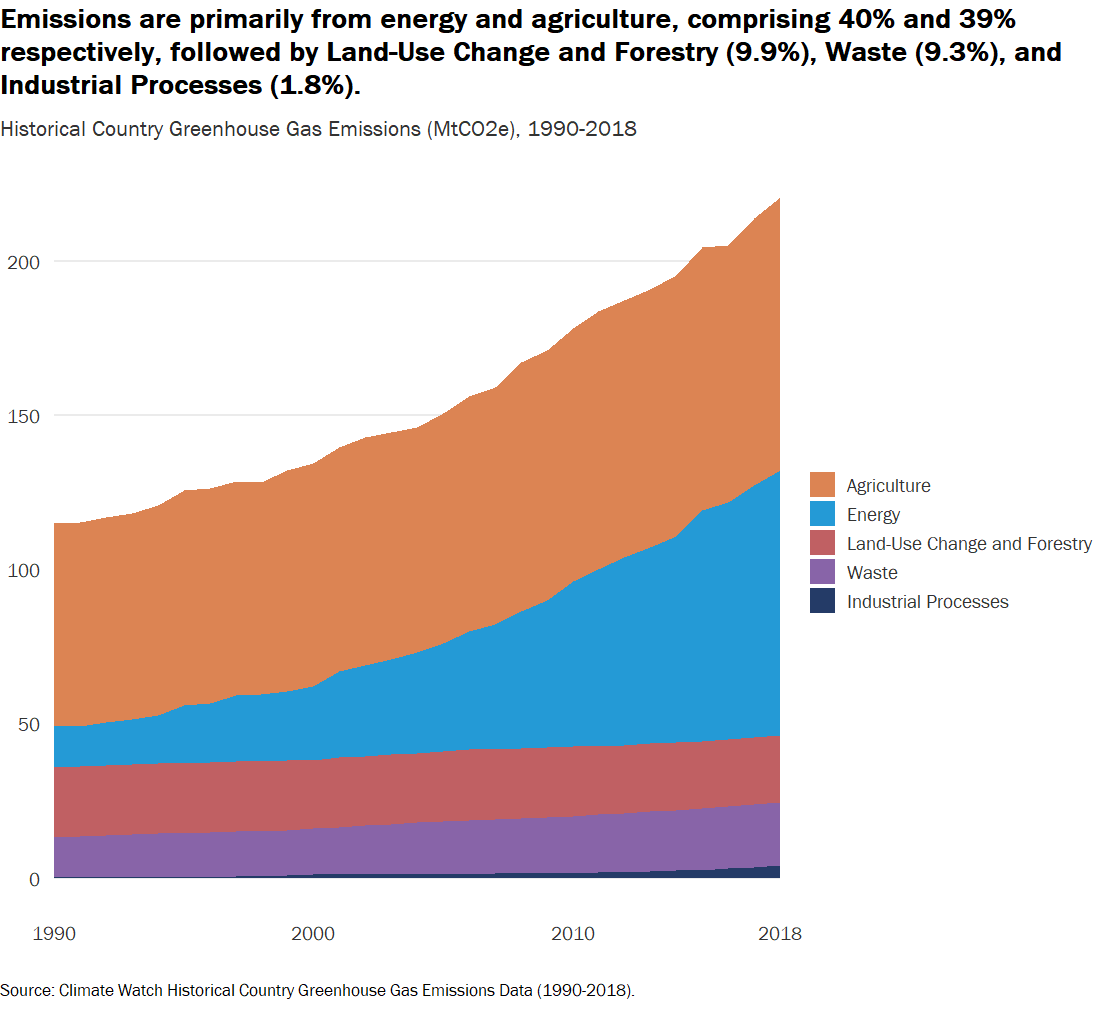 Emissions are primarily from energy and agriculture, comprising 40% and 39%
respectively, followed by Land-Use Change and Forestry (9.9%), Waste (9.3%), and
Industrial Processes (1.8%).
Historical Country Greenhouse Gas Emissions (MtCO2e), 1990-2018
200
150
100
50
0
1990
2000
2010
2018
Agriculture
Energy
Land-Use Change and Forestry
Waste
Industrial Processes
Source: Climate Watch Historical Country Greenhouse Gas Emissions Data (1990-2018).